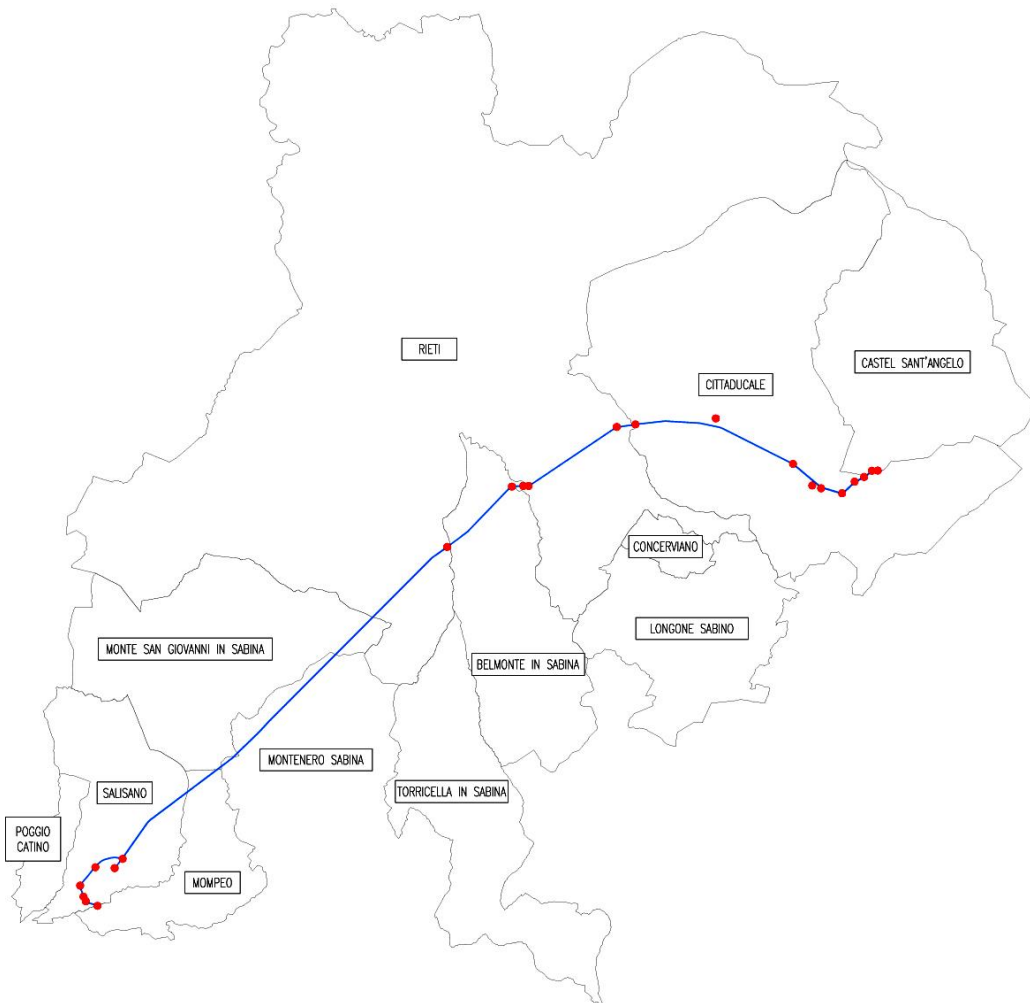 RIETI
CASTEL SANT'ANGELO
CITTADUCALE
CONCERVIANO
LONGONE SABINO
MONTE SAN GIOVANNI IN SABINA
BELMONTE IN SABINA
MONTENERO SABINA
SALISANO
TORRICELLA IN SABINA
POGGIO
CATINO
MOMPEO